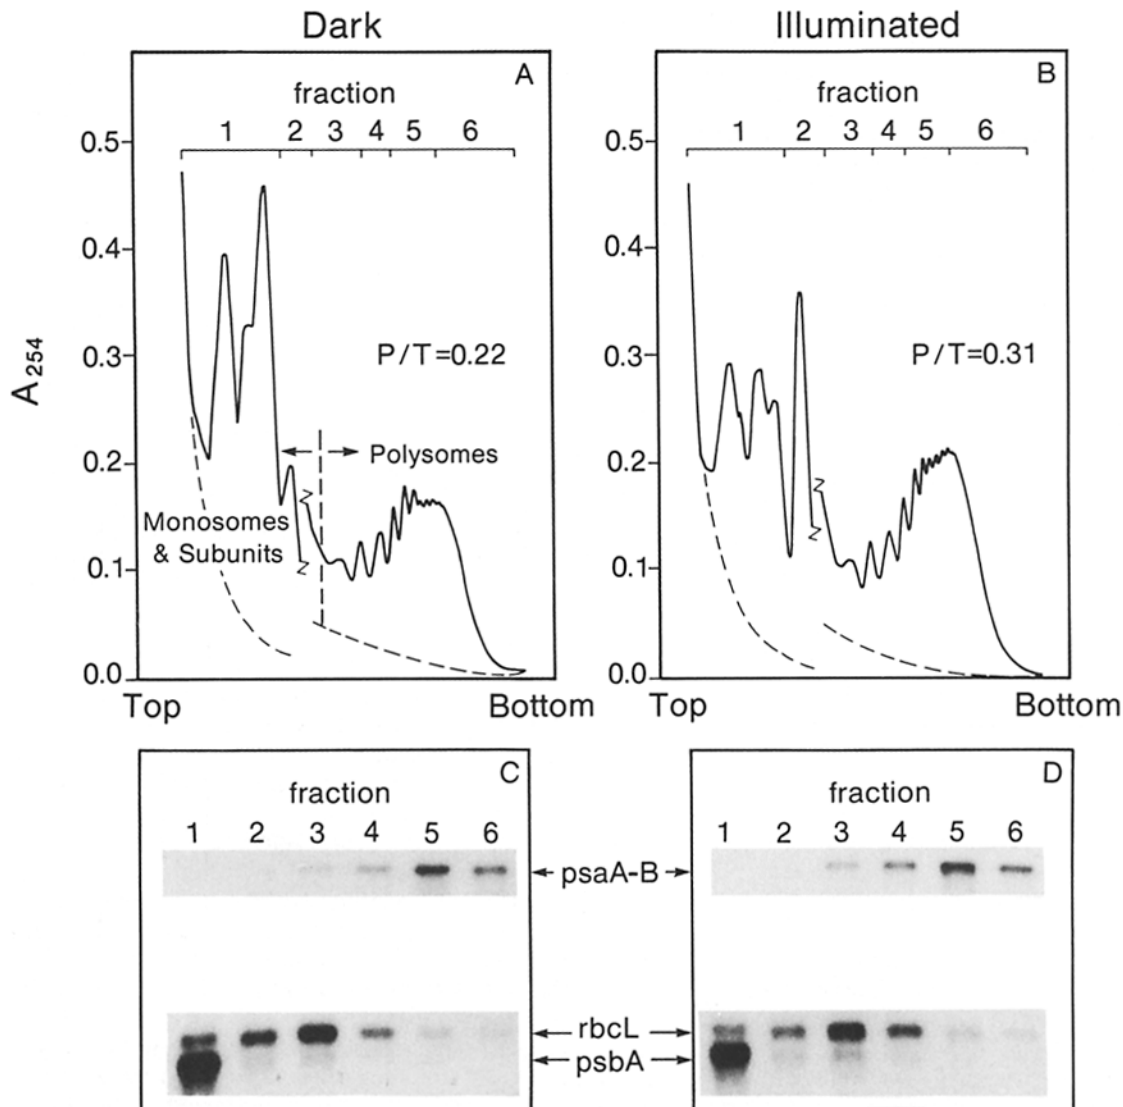 Dark
Illuminated
A
fraction
1 2 3 4 5 6
0.5
0.4
0.3
0.2
0.1
0.0
A254
P/T=0.22
Polysomes
Monosomes
& Subunits
z
z
Top
Bottom
B
fraction
1 2 3 4 5 6
0.5
0.4
0.3
0.2
0.1
0.0
P/T=0.31
z
z
Top
Bottom
C
fraction
1 2 3 4 5 6
D
fraction
1 2 3 4 5 6
psaA-B
rbcL
psbA